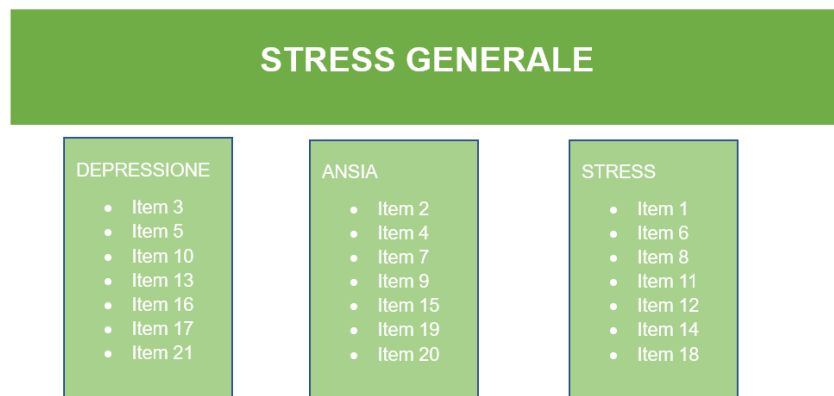 STRESS GENERALE
DEPRESSIONE
• Item 3
• Item 5
• Item 10
• Item 13
• Item 16
• Item 17
• Item 21
ANSIA
• Item 2
• Item 4
• Item 7
• Item 9
• Item 15
• Item 19
• Item 20
STRESS
• Item 1
• Item 6
• Item 8
• Item 11
• Item 12
• Item 14
• Item 18